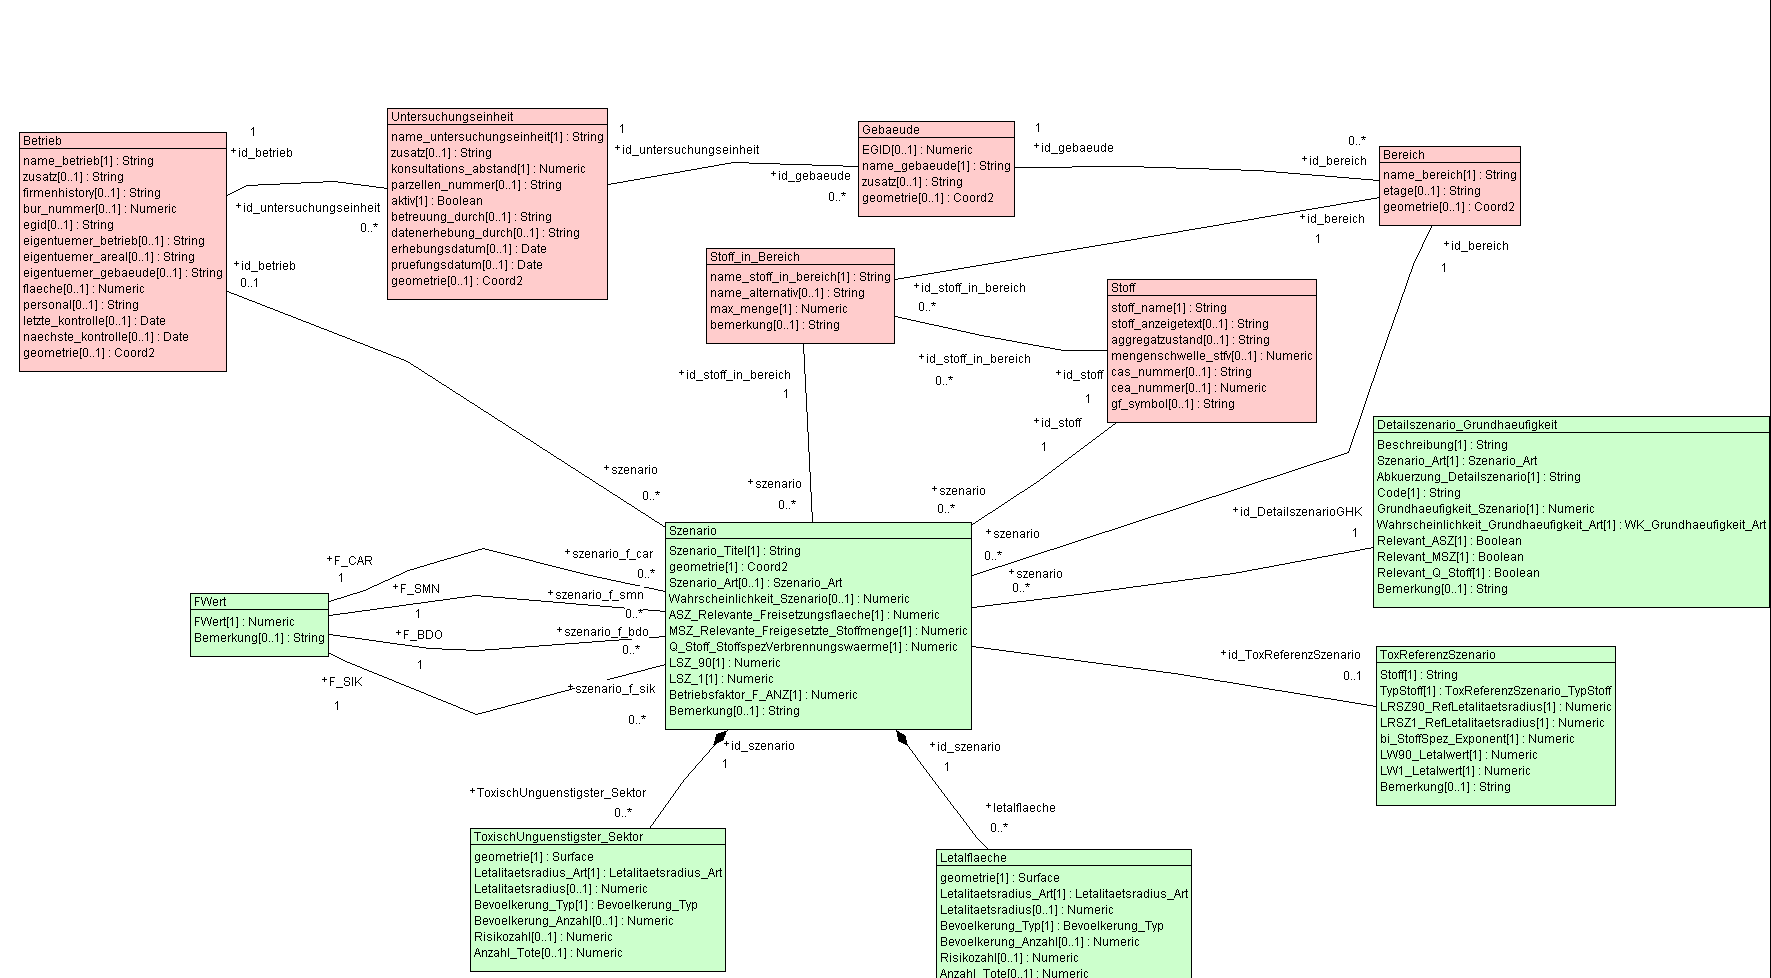 Betrieb
name_betrieb[1] : String
zusatz[0..1] : String
firmenhistory[0..1] : String
bur_nummer[0..1] : Numeric
egid[0..1] : String
eigentuemer_betrieb[0..1] : String
eigentuemer_areal[0..1] : String
eigentuemer_gebaeude[0..1] : String
flaeche[0..1] : Numeric
personal[0..1] : String
letzte_kontrolle[0..1] : Date
naechste_kontrolle[0..1] : Date
geometrie[0..1] : Coord2
1
+id_betrieb
+id_untersuchungseinheit
0..*
+id_betrieb
0..1
Untersuchungseinheit
name_untersuchungseinheit[1] : String
zusatz[0..1] : String
konsultations_abstand[1] : Numeric
parzellen_nummer[0..1] : String
aktiv[1] : Boolean
betreuung_durch[0..1] : String
datenerhebung_durch[0..1] : String
erhebungsdatum[0..1] : Date
pruefungsdatum[0..1] : Date
geometrie[0..1] : Coord2
1
+id_untersuchungseinheit
+id_gebaeude
0..*
Gebaeude
EGID[0..1] : Numeric
name_gebaeude[1] : String
zusatz[0..1] : String
geometrie[0..1] : Coord2
1
+id_gebaeude
0..*
+id_bereich
Bereich
name_bereich[1] : String
etage[0..1] : String
geometrie[0..1] : Coord2
+id_bereich
1
+id_bereich
1
Stoff_in_Bereich
name_stoff_in_bereich[1] : String
name_alternativ[0..1] : String
max_menge[1] : Numeric
bemerkung[0..1] : String
+id_stoff_in_bereich
0..*
+id_stoff_in_bereich
0..*
+id_stoff_in_bereich
1
Stoff
stoff_name[1] : String
stoff_anzeigetext[0..1] : String
aggregatzustand[0..1] : String
mengenschwelle_stfv[0..1] : Numeric
cas_nummer[0..1] : String
cea_nummer[0..1] : Numeric
gf_symbol[0..1] : String
+id_stoff
1
+id_stoff
1
Detailszenario_Grundhaeufigkeit
Beschreibung[1] : String
Szenario_Art[1] : Szenario_Art
Abkuerzung_Detailszenario[1] : String
Code[1] : String
Grundhaeufigkeit_Szenario[1] : Numeric
Wahrscheinlichkeit_Grundhaeufigkeit_Art[1] : WK_Grundhaeufigkeit_Art
Relevant_ASZ[1] : Boolean
Relevant_MSZ[1] : Boolean
Relevant_Q_Stoff[1] : Boolean
Bemerkung[0..1] : String
+id_DetailszenarioGHK
1
+szenario
0..*
+szenario
0..*
+szenario
0..*
+szenario
0..*
+szenario
0..*
Szenario
Szenario_Titel[1] : String
geometrie[1] : Coord2
Szenario_Art[0..1] : Szenario_Art
Wahrscheinlichkeit_Szenario[0..1] : Numeric
ASZ_Relevante_Freisetzungsflaeche[1] : Numeric
MSZ_Relevante_Freigesetzte_Stoffmenge[1] : Numeric
Q_Stoff_StoffspezVerbrennungswaerme[1] : Numeric
LSZ_90[1] : Numeric
LSZ_1[1] : Numeric
Betriebsfaktor_F_ANZ[1] : Numeric
Bemerkung[0..1] : String
FWert
FWert[1] : Numeric
Bemerkung[0..1] : String
+F_CAR
1
+F_SMN
1
+F_BDO
1
+F_SIK
1
+szenario_f_car
0..*
+szenario_f_smn
0..*
+szenario_f_bdo
0..*
+szenario_f_sik
0..*
+id_ToxReferenzSzenario
0..1
ToxReferenzSzenario
Stoff[1] : String
TypStoff[1] : ToxReferenzSzenario_TypStoff
LRSZ90_RefLetalitaetsradius[1] : Numeric
LRSZ1_RefLetalitaetsradius[1] : Numeric
bi_StoffSpez_Exponent[1] : Numeric
LW90_Letalwert[1] : Numeric
LW1_Letalwert[1] : Numeric
Bemerkung[0..1] : String
+id_szenario
1
+ToxischUnguenstigster_Sektor
0..*
+id_szenario
1
+letalflaeche
0..*
ToxischUnguenstigster_Sektor
geometrie[1] : Surface
Letalitaetsradius_Art[1] : Letalitaetsradius_Art
Letalitaetsradius[0..1] : Numeric
Bevoelkerung_Typ[1] : Bevoelkerung_Typ
Bevoelkerung_Anzahl[0..1] : Numeric
Risikozahl[0..1] : Numeric
Anzahl_Tote[0..1] : Numeric
Letalflaeche
geometrie[1] : Surface
Letalitaetsradius_Art[1] : Letalitaetsradius_Art
Letalitaetsradius[0..1] : Numeric
Bevoelkerung_Typ[1] : Bevoelkerung_Typ
Bevoelkerung_Anzahl[0..1] : Numeric
Risikozahl[0..1] : Numeric
Anzahl_Tote[0..1] : Numeric